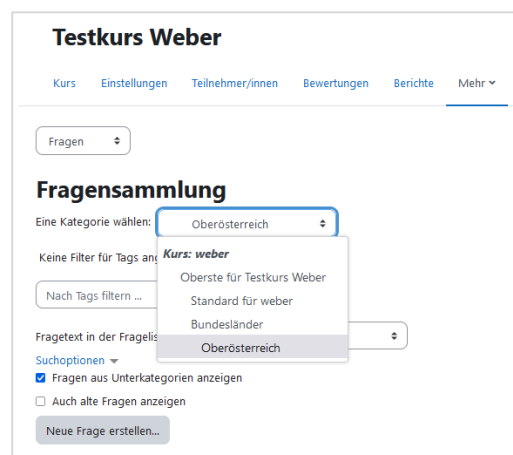 Testkurs Weber
Kurs Einstellungen Teilnehmer/innen Bewertungen Berichte Mehr
Fragen
Fragensammlung
Eine Kategorie wählen: Oberösterreich
Kurs: weber
Keine Filter für Tags
Oberste für Testkurs Weber
Nach Tags filtern ...
Standard für weber
Bundesländer
Fragetext in der
Oberösterreich
Suchoptionen
Fragen aus Unterkategorien anzeigen
Auch alte Fragen anzeigen
Neue Frage erstellen...